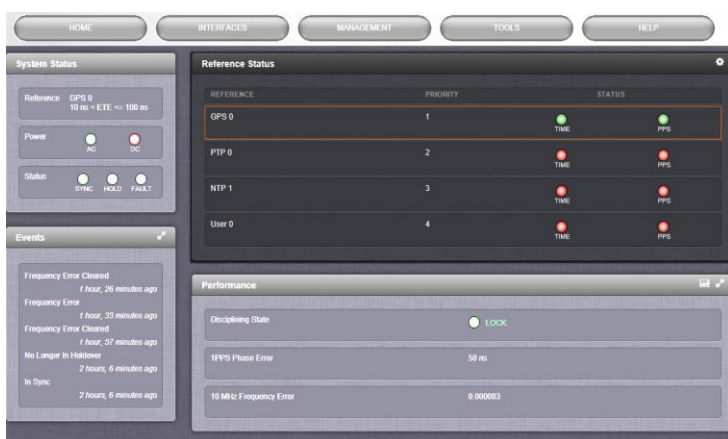 HOME
INTERFACES
MANAGEMENT
TOOLS
HELP
System Status
Reference GPS 0
10 ns < ETE <= 100 ns
Power
AC
DC
Status
SYNC
HOLD
FAULT
Events
Frequency Error Cleared
1 hour, 26 minutes ago
Frequency Error
1 hour, 33 minutes ago
Frequency Error Cleared
1 hour, 57 minutes ago
No Longer In Holdover
2 hours, 6 minutes ago
In Sync
2 hours, 6 minutes ago
Reference Status
REFERENCE PRIORITY STATUS
GPS 0 1
TIME PPS
PTP 0 2
TIME PPS
NTP 1 3
TIME PPS
User 0 4
TIME PPS
Performance
Disciplining State LOCK
1PPS Phase Error 58 ns
10 MHz Frequency Error 0.000083